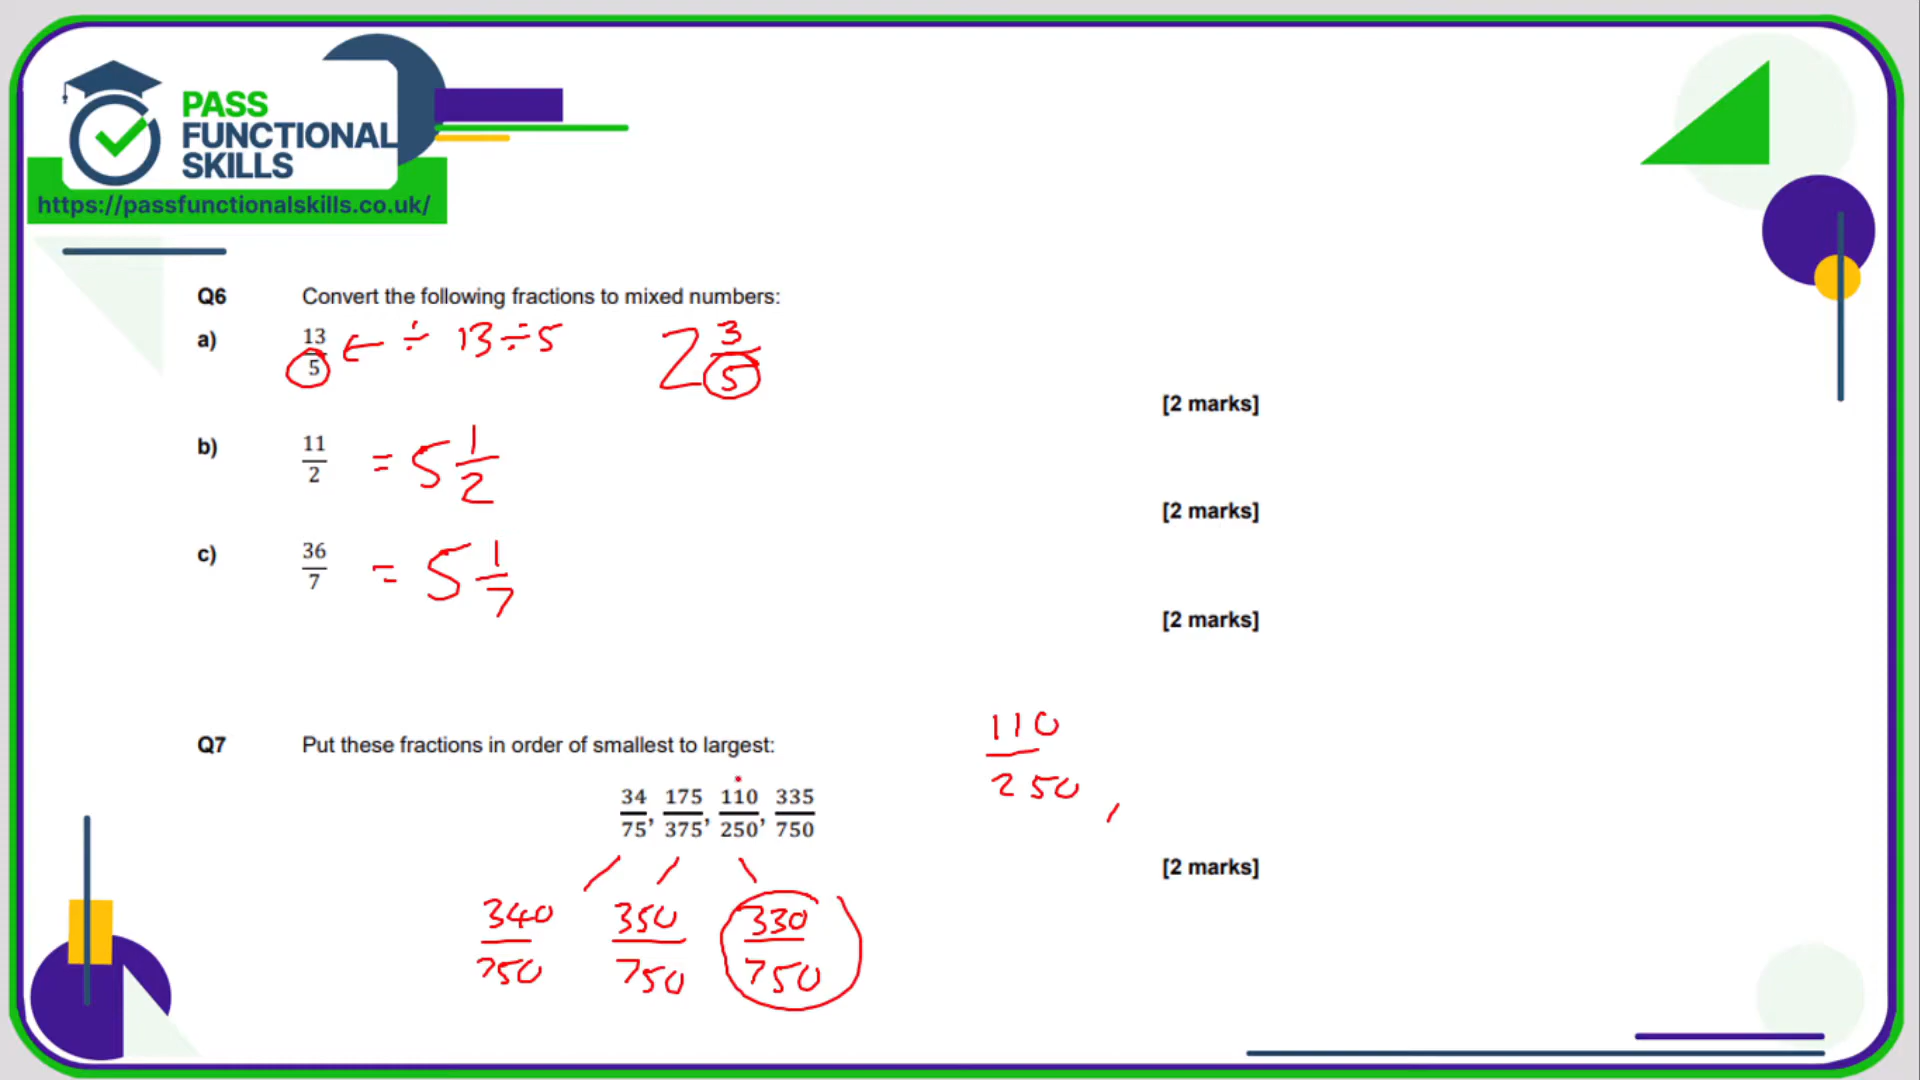 PASS
FUNCTIONAL
SKILLS
https://passfunctionalskills.co.uk/
Q6 Convert the following fractions to mixed numbers:
a) 13/5 ← ÷ 13÷5 2 3/5
[2 marks]
b) 11/2 = 5 1/2
[2 marks]
c) 36/7 = 5 1/7
[2 marks]
Q7 Put these fractions in order of smallest to largest:
110/250 ,
34/75, 175/375, 110/250, 335/750
[2 marks]
340/750 350/750 330/750